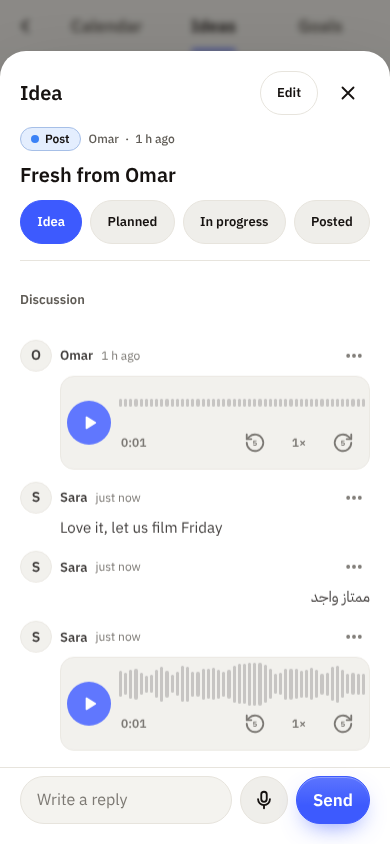 Calendar
Ideas
Goals
Idea
Edit
Post
Omar · 1 h ago
Fresh from Omar
Idea
Planned
In progress
Posted
Discussion
O
Omar 1 h ago
0:01
5
1×
5
S
Sara just now
Love it, let us film Friday
S
Sara just now
ممتاز واجد
S
Sara just now
0:01
5
1×
5
Write a reply
Send